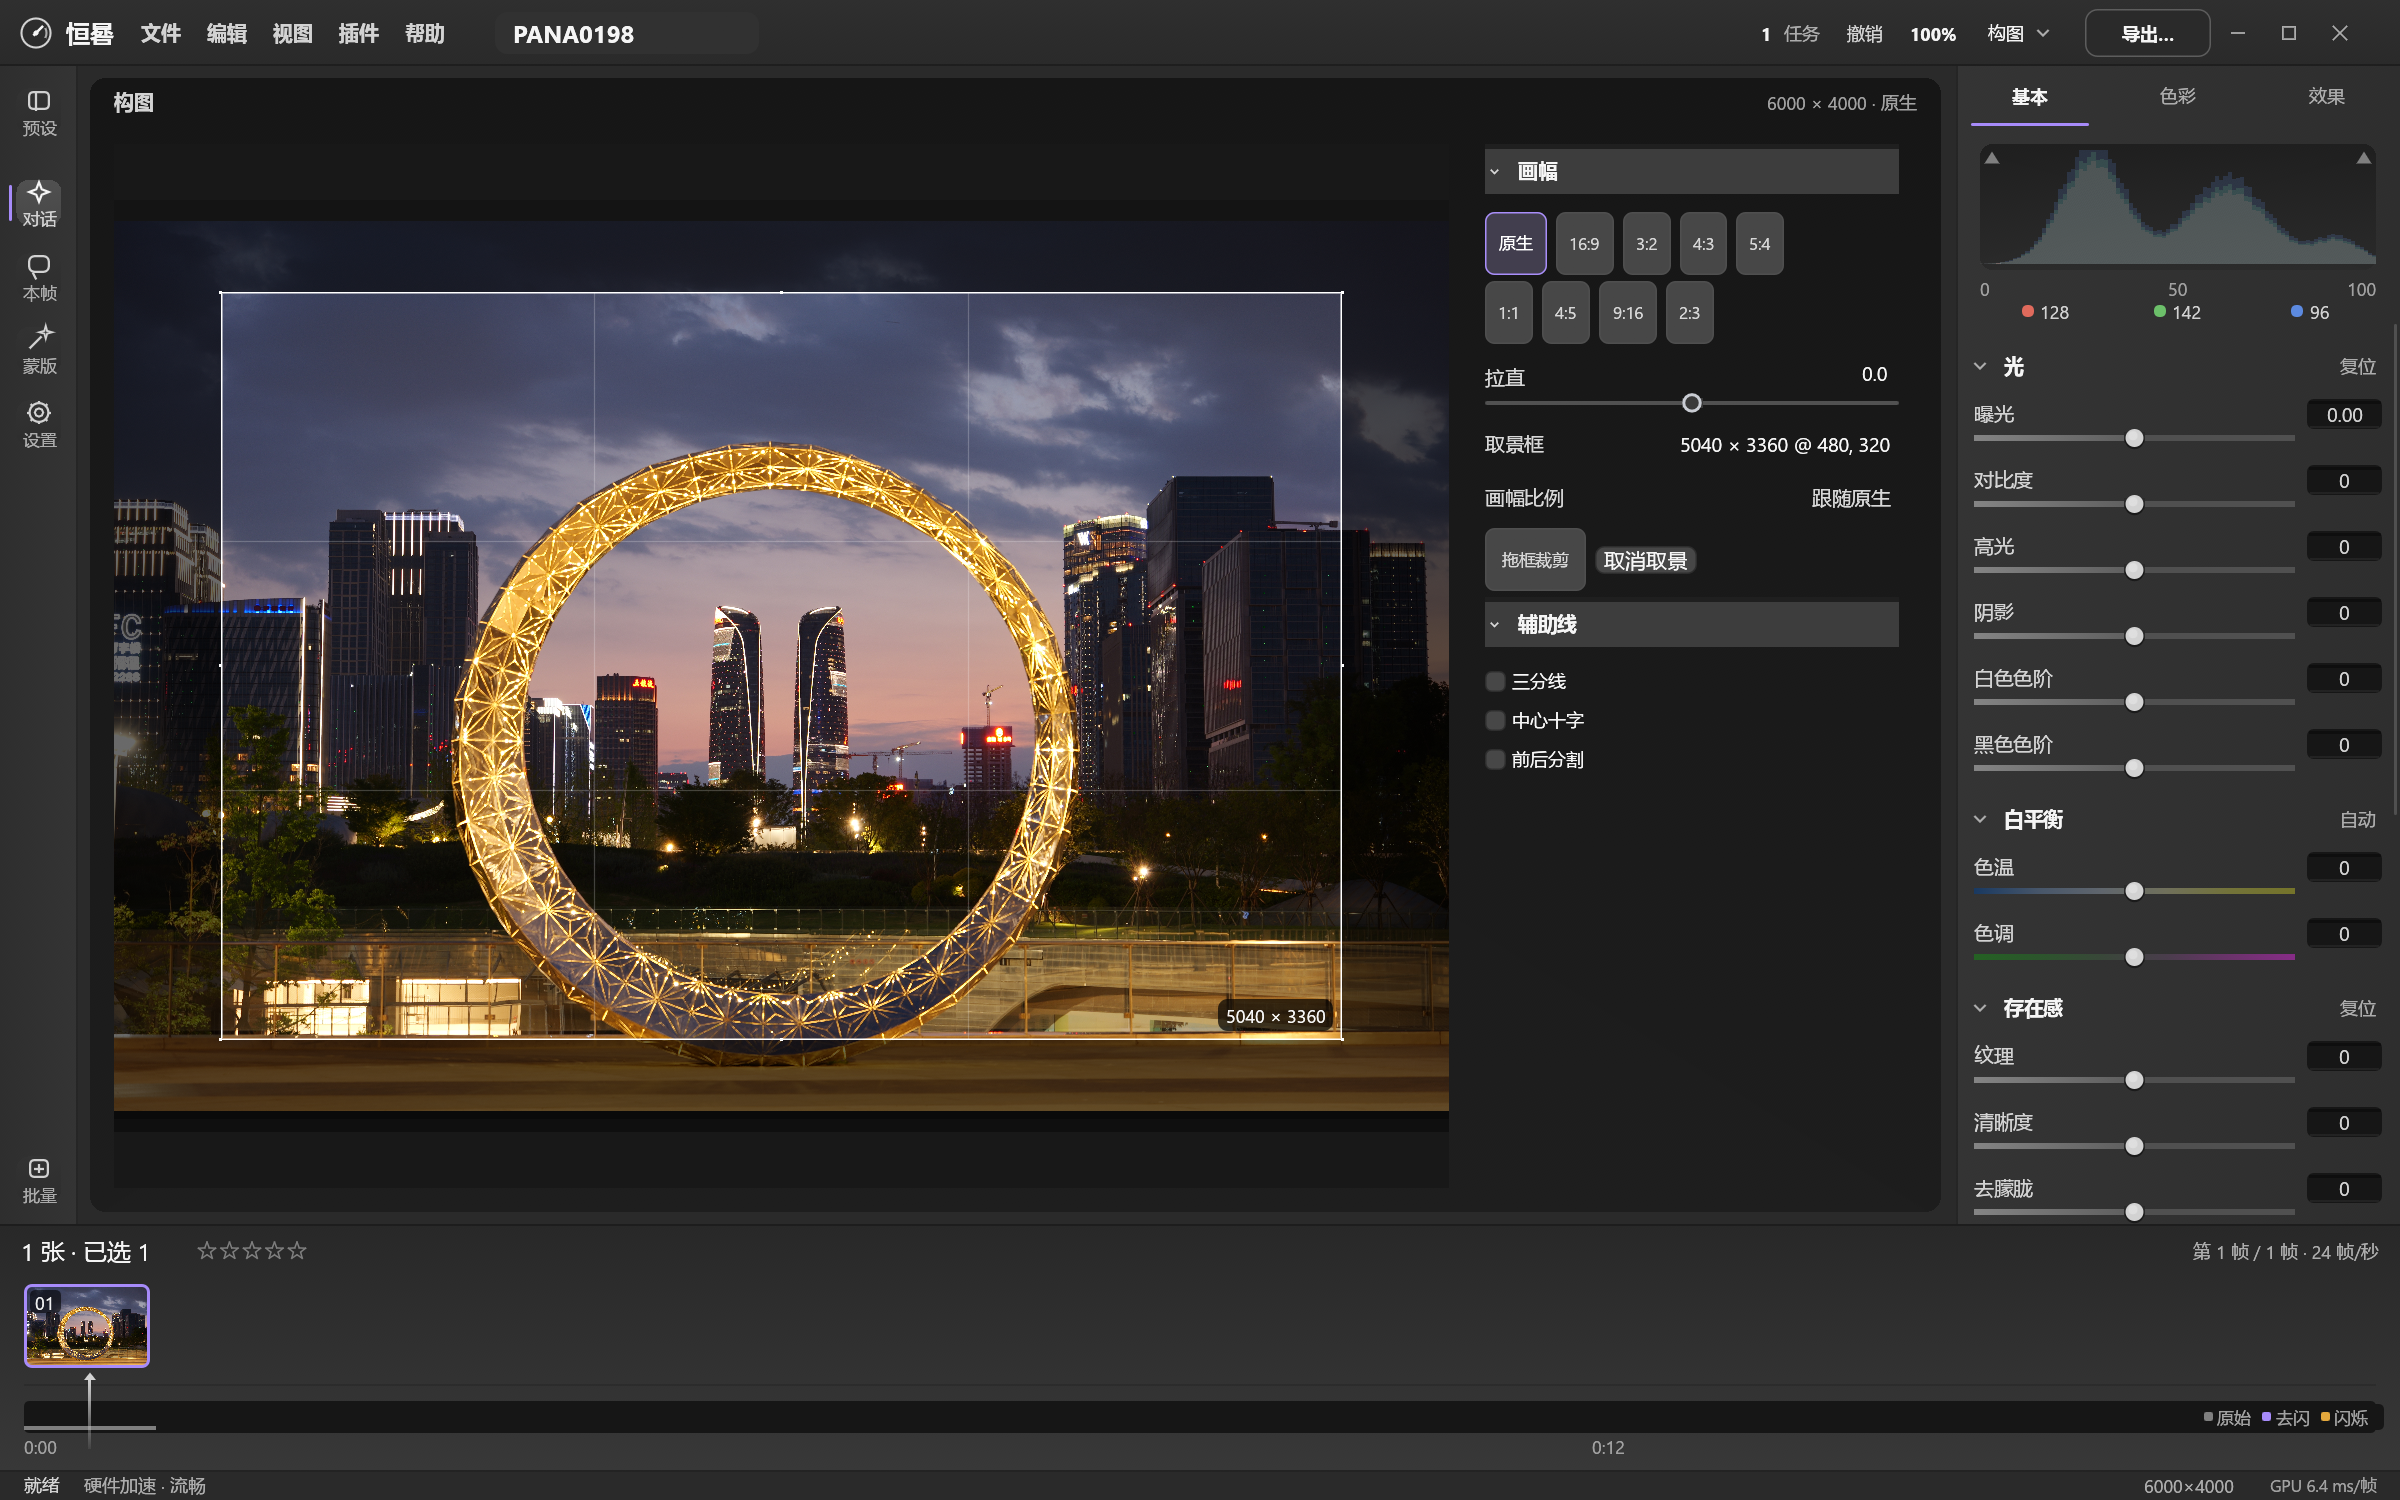 恒晷 文件 编辑 视图 插件 帮助 PANA0198 1 任务 撤销 100% 构图 导出...
预设
对话
本帧
蒙版
设置
批量
构图 6000 × 4000 · 原生
5040 × 3360
画幅
原生 16:9 3:2 4:3 5:4
1:1 4:5 9:16 2:3
拉直 0.0
取景框 5040 × 3360 @ 480, 320
画幅比例 跟随原生
拖框裁剪 取消取景
辅助线
三分线
中心十字
前后分割
基本 色彩 效果
0 50 100
128 142 96
光 复位
曝光 0.00
对比度 0
高光 0
阴影 0
白色色阶 0
黑色色阶 0
白平衡 自动
色温 0
色调 0
存在感 复位
纹理 0
清晰度 0
去朦胧 0
1 张 · 已选 1 ☆☆☆☆☆ 第 1 帧 / 1 帧 · 24 帧/秒
01
原始 去闪 闪烁
0:00 0:12
就绪 硬件加速 · 流畅 6000×4000 GPU 6.4 ms/帧